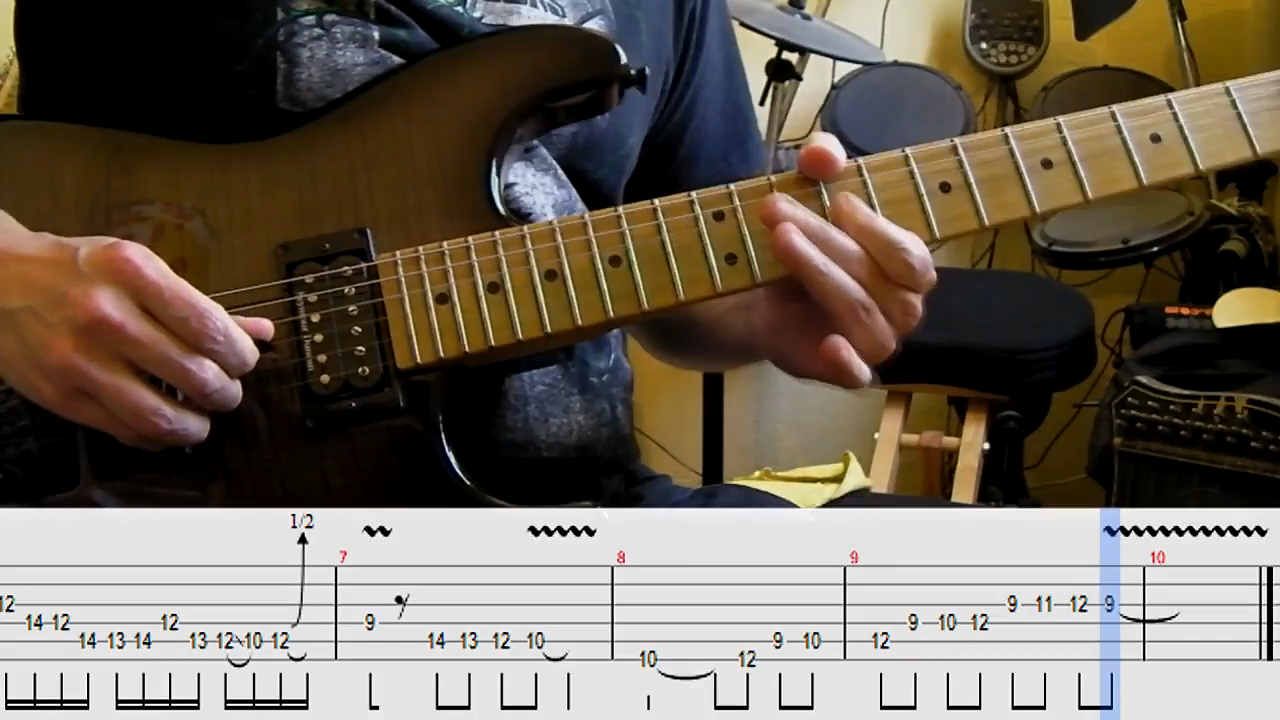 1/2
7 8 9 10
12 9 11 12 9
14 12 12 9 9 10 12
14 13 14 13 12 10 12 14 13 12 10 9 10 12
10 12